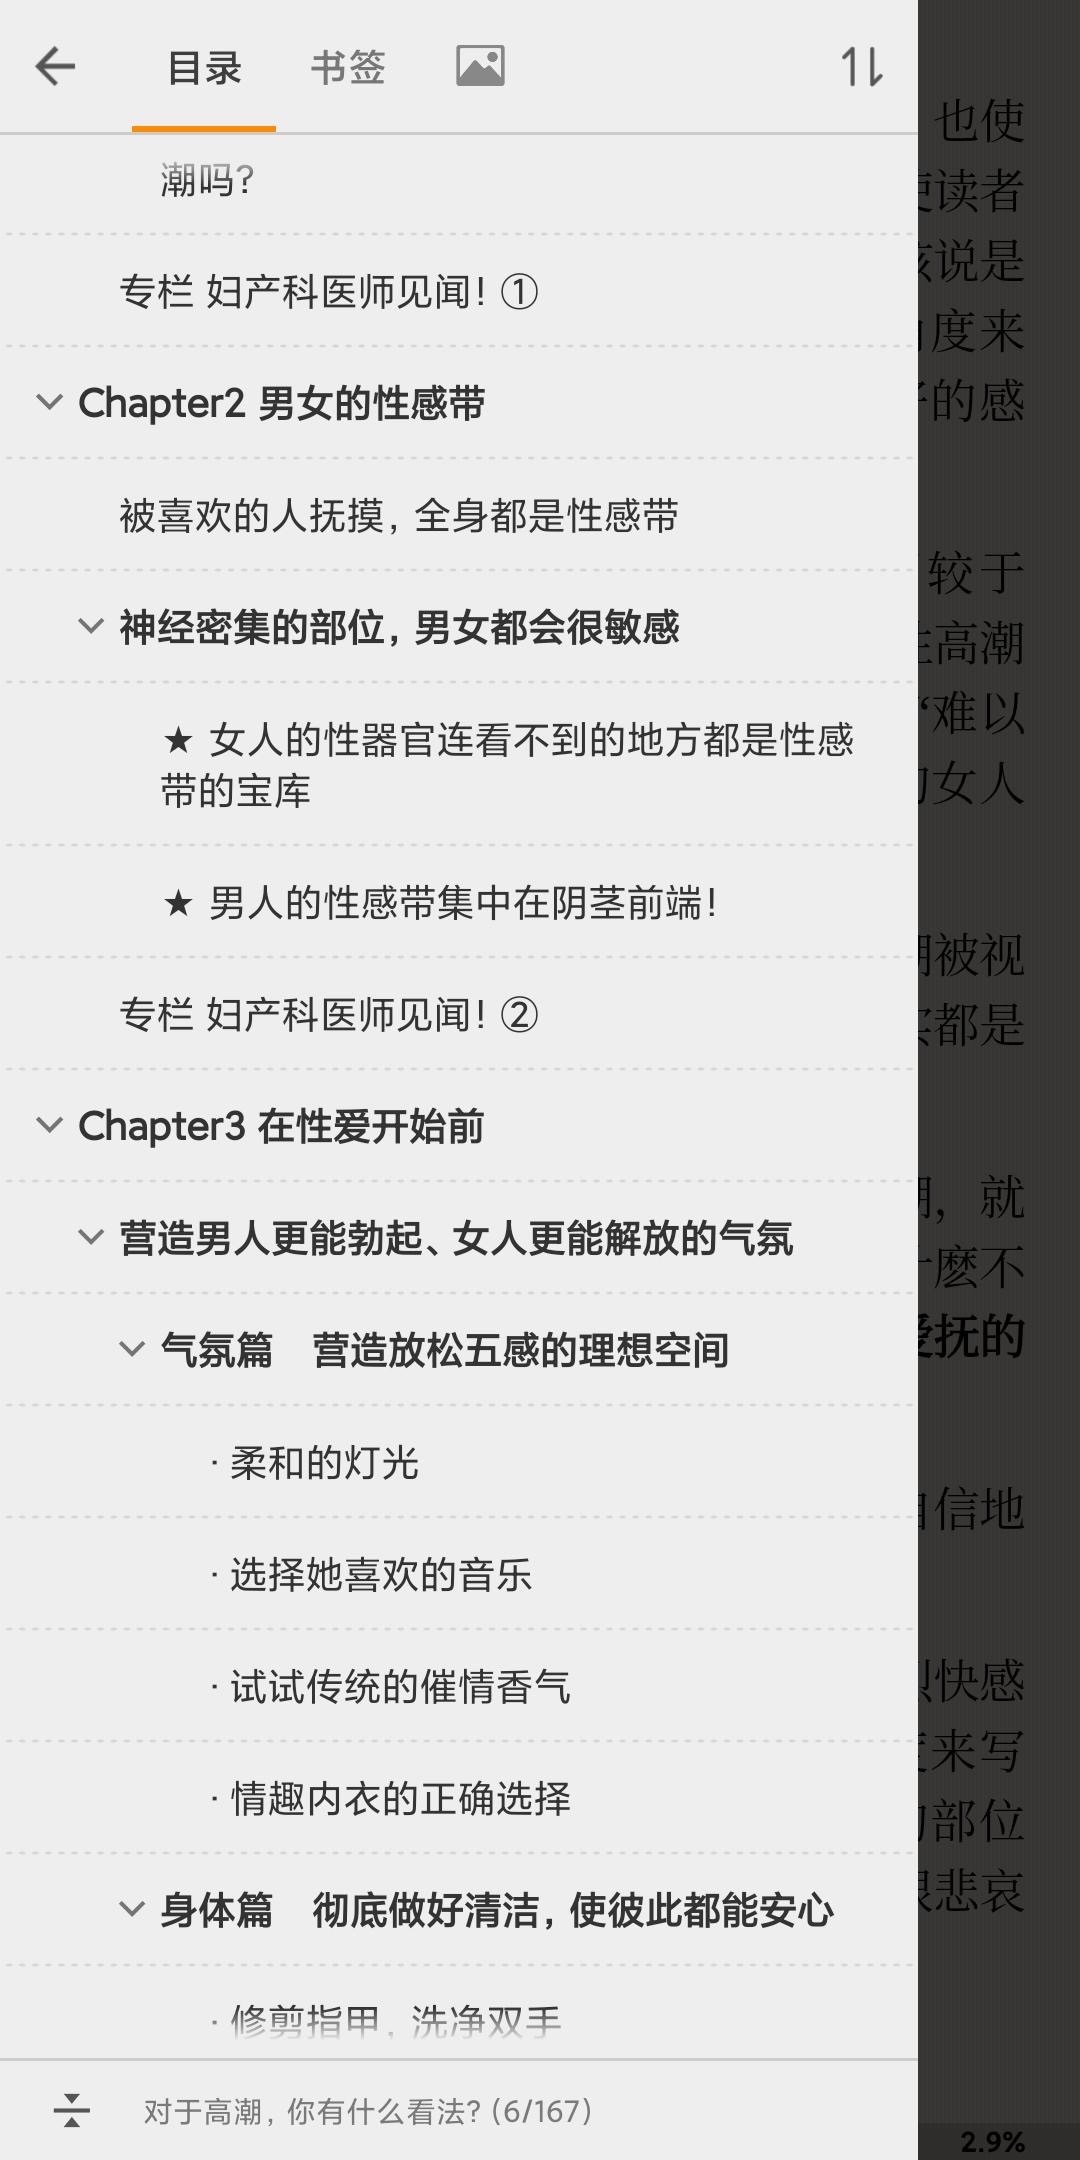 目录 书签
潮吗？
专栏 妇产科医师见闻！①
Chapter2 男女的性感带
被喜欢的人抚摸，全身都是性感带
神经密集的部位，男女都会很敏感
★ 女人的性器官连看不到的地方都是性感
带的宝库
★ 男人的性感带集中在阴茎前端！
专栏 妇产科医师见闻！②
Chapter3 在性爱开始前
营造男人更能勃起、女人更能解放的气氛
气氛篇　营造放松五感的理想空间
· 柔和的灯光
· 选择她喜欢的音乐
· 试试传统的催情香气
· 情趣内衣的正确选择
身体篇　彻底做好清洁，使彼此都能安心
· 修剪指甲，洗净双手
对于高潮，你有什么看法？(6/167)
也使
读者
说是
度来
的感
较于
高潮
“难以
女人
被视
都是
，就
麽不
抚的
信地
快感
来写
部位
悲哀
2.9%